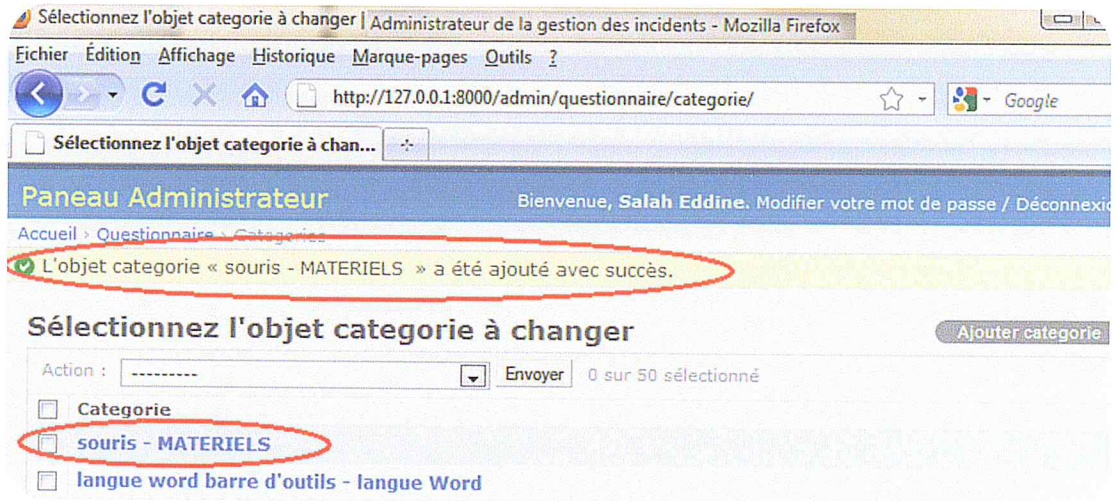 Sélectionnez l'objet categorie à changer | Administrateur de la gestion des incidents - Mozilla Firefox
Fichier Édition Affichage Historique Marque-pages Outils ?
http://127.0.0.1:8000/admin/questionnaire/categorie/ Google
Sélectionnez l'objet categorie à chan...
Paneau Administrateur Bienvenue, Salah Eddine. Modifier votre mot de passe / Déconnexio
Accueil › Questionnaire › Categories
L'objet categorie « souris - MATERIELS » a été ajouté avec succès.
Sélectionnez l'objet categorie à changer Ajouter categorie
Action : --------- Envoyer 0 sur 50 sélectionné
Categorie
souris - MATERIELS
langue word barre d'outils - langue Word